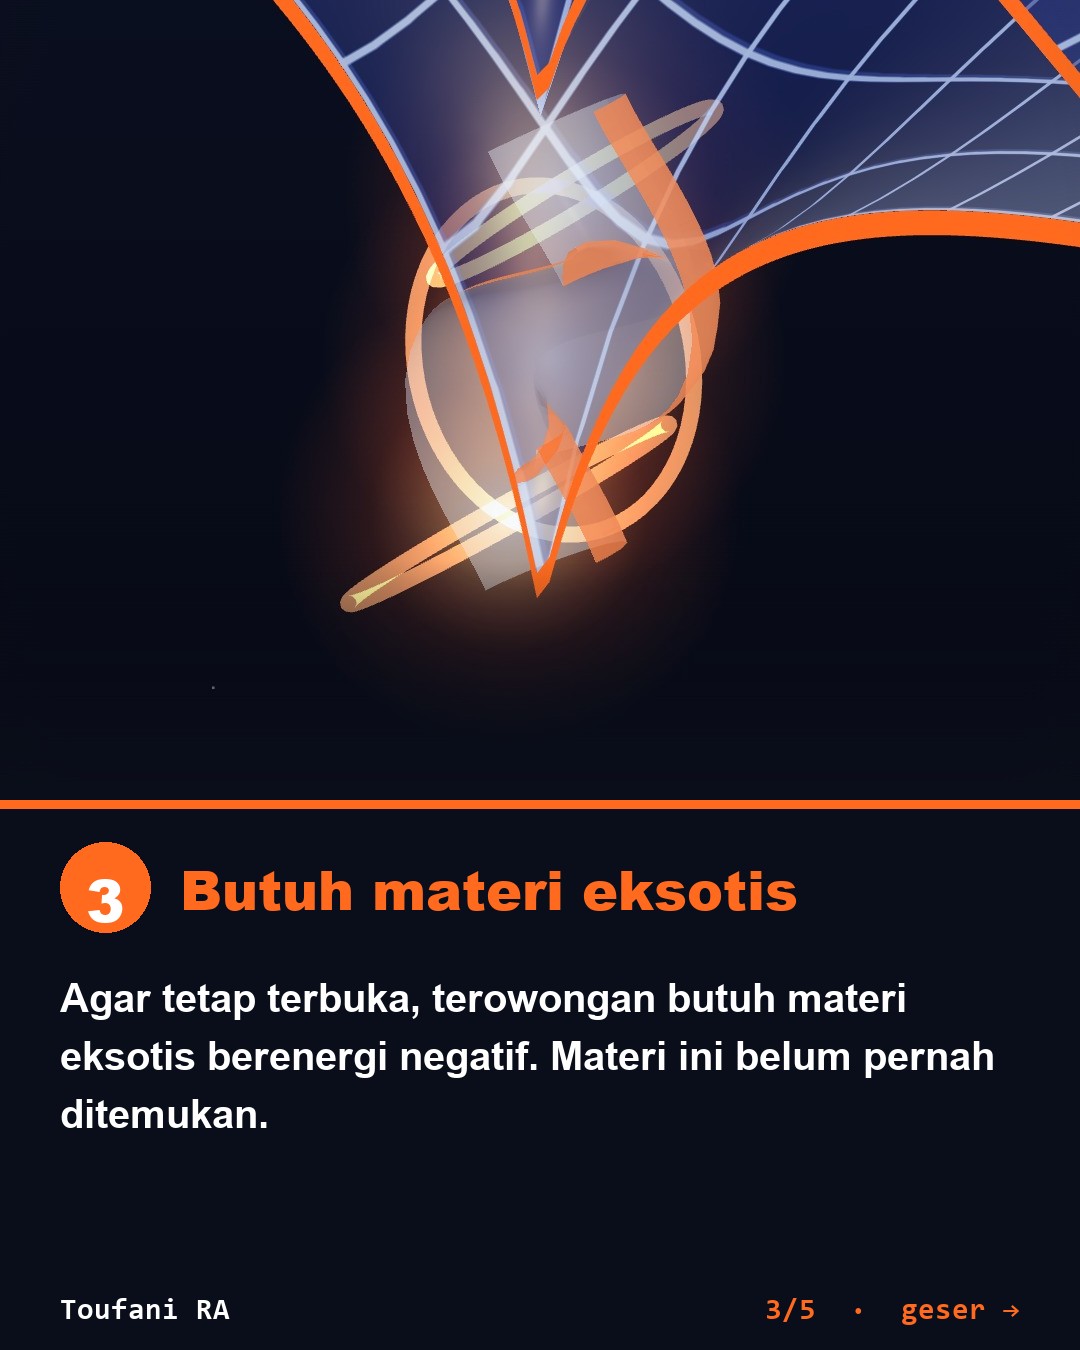 3 Butuh materi eksotis
Agar tetap terbuka, terowongan butuh materi
eksotis berenergi negatif. Materi ini belum pernah
ditemukan.
Toufani RA 3/5 · geser →